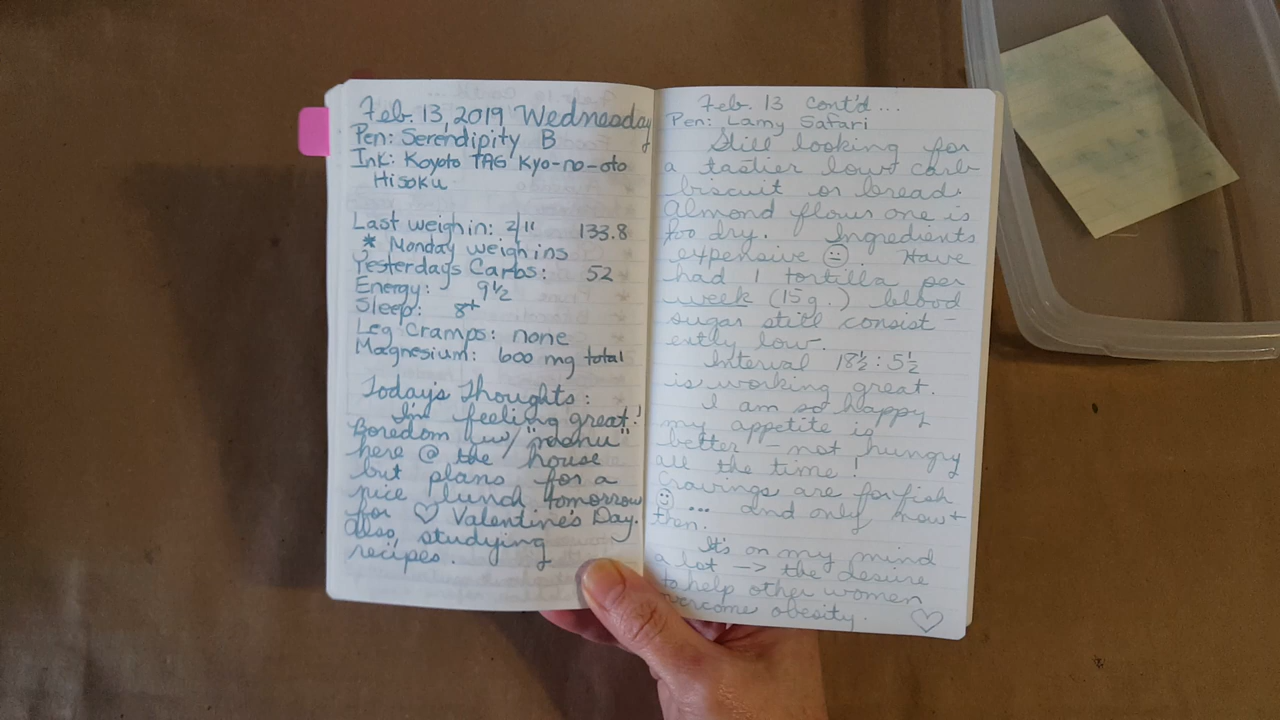 Feb. 13, 2019 Wednesday
Pen: Serendipity B
Ink: Koyoto TAG Kyo-no-oto
Hisoku
Last weigh in: 2/11 133.8
* Monday weigh ins
Yesterdays Carbs: 52
Energy: 9½
Sleep: 8+
Leg Cramps: none
Magnesium: 600 mg total
Today's Thoughts:
I'm feeling great!
Boredom w/ "menu"
here @ the house
but plans for a
nice lunch tomorrow
for ♡ Valentine's Day.
Also, studying
recipes.
Feb. 13 Cont'd...
Pen: Lamy Safari
Still looking for
a tastier low carb
biscuit or bread.
Almond flour one is
too dry. Ingredients
expensive 😐. Have
had 1 tortilla per
week (15g.) blood
sugar still consist-
ently low.
Interval 18½ : 5½
is working great.
I am so happy
my appetite is
better - not hungry
all the time!
Cravings are for fish
☺ ... and only now +
then.
It's on my mind
a lot -> the desire
to help other women
overcome obesity. ♡